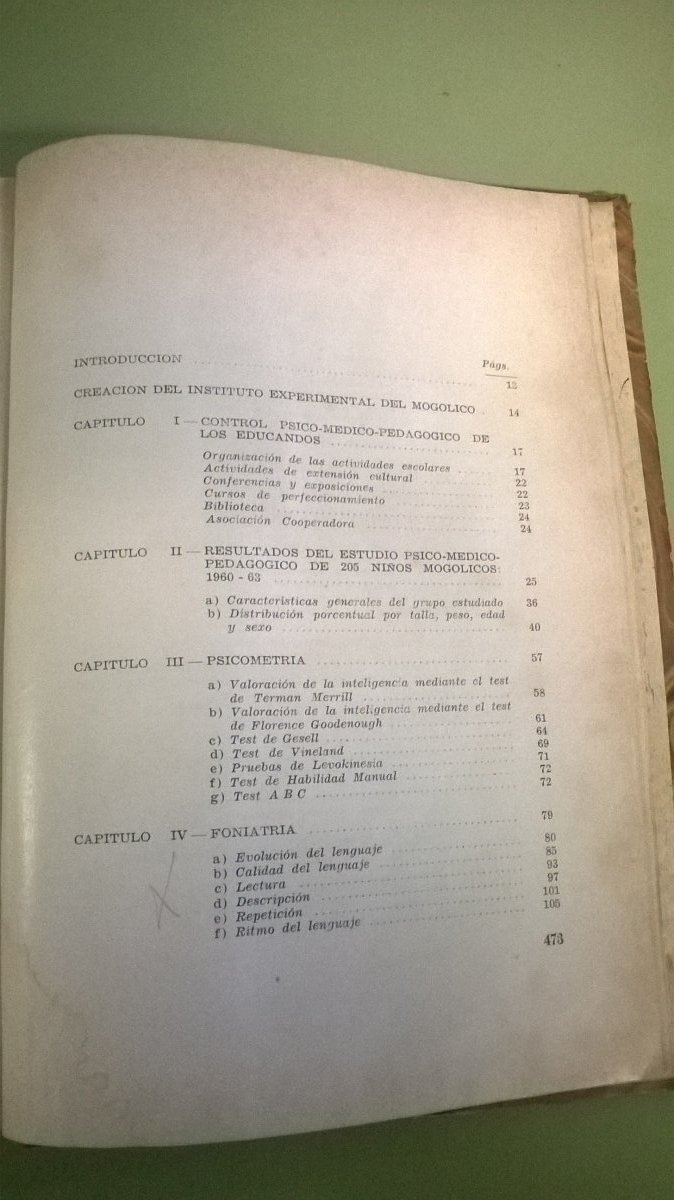 Págs.
INTRODUCCION ........ 13
CREACION DEL INSTITUTO EXPERIMENTAL DEL MOGOLICO . 14
CAPITULO I — CONTROL PSICO-MEDICO-PEDAGOGICO DE
LOS EDUCANDOS ........ 17
Organización de las actividades escolares ........ 17
Actividades de extensión cultural ........ 22
Conferencias y exposiciones ........ 22
Cursos de perfeccionamiento ........ 23
Biblioteca ........ 24
Asociación Cooperadora ........ 24
CAPITULO II — RESULTADOS DEL ESTUDIO PSICO-MEDICO-
PEDAGOGICO DE 205 NIÑOS MOGOLICOS:
1960 - 63 ........ 25
a) Características generales del grupo estudiado 36
b) Distribución porcentual por talla, peso, edad
y sexo ........ 40
CAPITULO III — PSICOMETRIA ........ 57
a) Valoración de la inteligencia mediante el test
de Terman Merrill ........ 58
b) Valoración de la inteligencia mediante el test
de Florence Goodenough ........ 61
c) Test de Gesell ........ 64
d) Test de Vineland ........ 69
e) Pruebas de Levokinesia ........ 71
f) Test de Habilidad Manual ........ 72
g) Test A B C ........ 72
CAPITULO IV — FONIATRIA ........ 79
a) Evolución del lenguaje ........ 80
b) Calidad del lenguaje ........ 85
c) Lectura ........ 93
d) Descripción ........ 97
e) Repetición ........ 101
f) Ritmo del lenguaje ........ 105
473